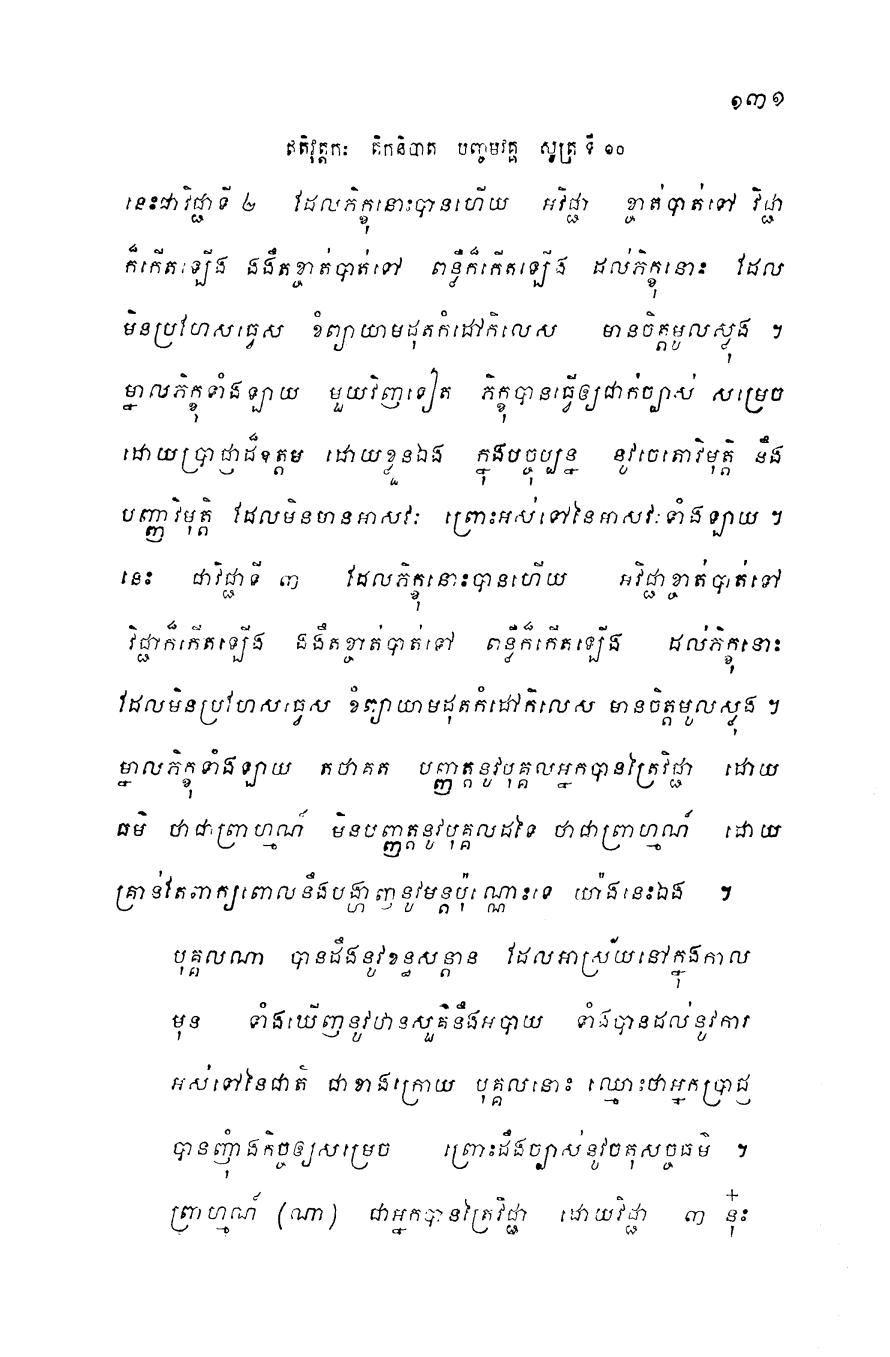 ១៣១
ឥតិវុត្តកៈ តិកនិបាត បញ្ចមវគ្គ សូត្រ ទី ១០
នេះជាវិជ្ជាទី ២ ដែលភិក្ខុនោះបានហើយ អវិជ្ជា ខ្ចាត់បាត់ទៅ វិជ្ជា
ក៏កើតឡើង ងងឹតខ្ចាត់បាត់ទៅ ពន្លឺក៏កើតឡើង ដល់ភិក្ខុនោះ ដែល
មិនប្រហែសធ្វេស ខំព្យាយាមដុតកំដៅកិលេស មានចិត្តមូលស្លុង ។
ម្នាលភិក្ខុទាំងឡាយ មួយវិញទៀត ភិក្ខុបានធ្វើឲ្យជាក់ច្បាស់ សម្រេច
ដោយប្រាជ្ញាដ៏ឧត្តម ដោយខ្លួនឯង ក្នុងបច្ចុប្បន្ន នូវចេតោវិមុត្តិ នឹង
បញ្ញាវិមុត្តិ ដែលមិនមានអាសវៈ ព្រោះអស់ទៅនៃអាសវៈទាំងឡាយ ។
នេះ ជាវិជ្ជាទី ៣ ដែលភិក្ខុនោះបានហើយ អវិជ្ជាខ្ចាត់បាត់ទៅ
វិជ្ជាក៏កើតឡើង ងងឹតខ្ចាត់បាត់ទៅ ពន្លឺក៏កើតឡើង ដល់ភិក្ខុនោះ
ដែលមិនប្រហែសធ្វេស ខំព្យាយាមដុតកំដៅកិលេស មានចិត្តមូលស្លុង ។
ម្នាលភិក្ខុទាំងឡាយ តថាគត បញ្ញត្តនូវបុគ្គលអ្នកបានត្រៃវិជ្ជា ដោយ
ធម៌ ថាជាព្រាហ្មណ៍ មិនបញ្ញត្តនូវបុគ្គលដទៃ ថាជាព្រាហ្មណ៍ ដោយ
គ្រាន់តែពាក្យពោលនឹងបង្ហាញនូវមន្តប៉ុណ្ណោះទេ យ៉ាងនេះឯង ។
បុគ្គលណា បានដឹងនូវខន្ធសន្តាន ដែលអាស្រ័យនៅក្នុងកាល
មុន ទាំងឃើញនូវឋានសួគ៌នឹងអបាយ ទាំងបានដល់នូវការ
អស់ទៅនៃជាតិ ជាខាងក្រោយ បុគ្គលនោះ ឈ្មោះថាអ្នកប្រាជ្ញ
បានញុំាងកិច្ចឲ្យសម្រេច ព្រោះដឹងច្បាស់នូវចតុសច្ចធម៌ ។
ព្រាហ្មណ៍ (ណា) ជាអ្នកបានត្រៃវិជ្ជា ដោយវិជ្ជា ៣ នុ៎ះ